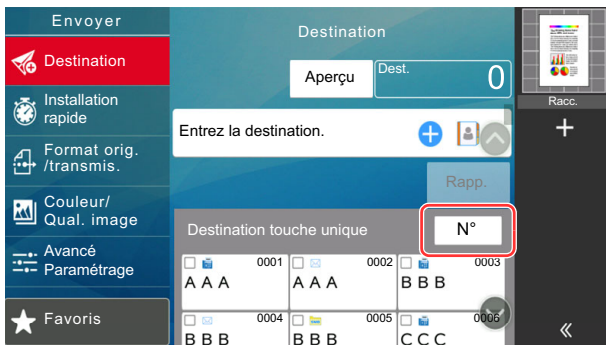 Envoyer
Destination
Installation
rapide
Format orig.
/transmis.
Couleur/
Qual. image
Avancé
Paramétrage
Favoris
Destination
Aperçu
Dest.
0
Entrez la destination.
Rapp.
Destination touche unique
N°
0001
A A A
0002
A A A
0003
B B B
0004
B B B
0005
B B B
0006
C C C
Racc.